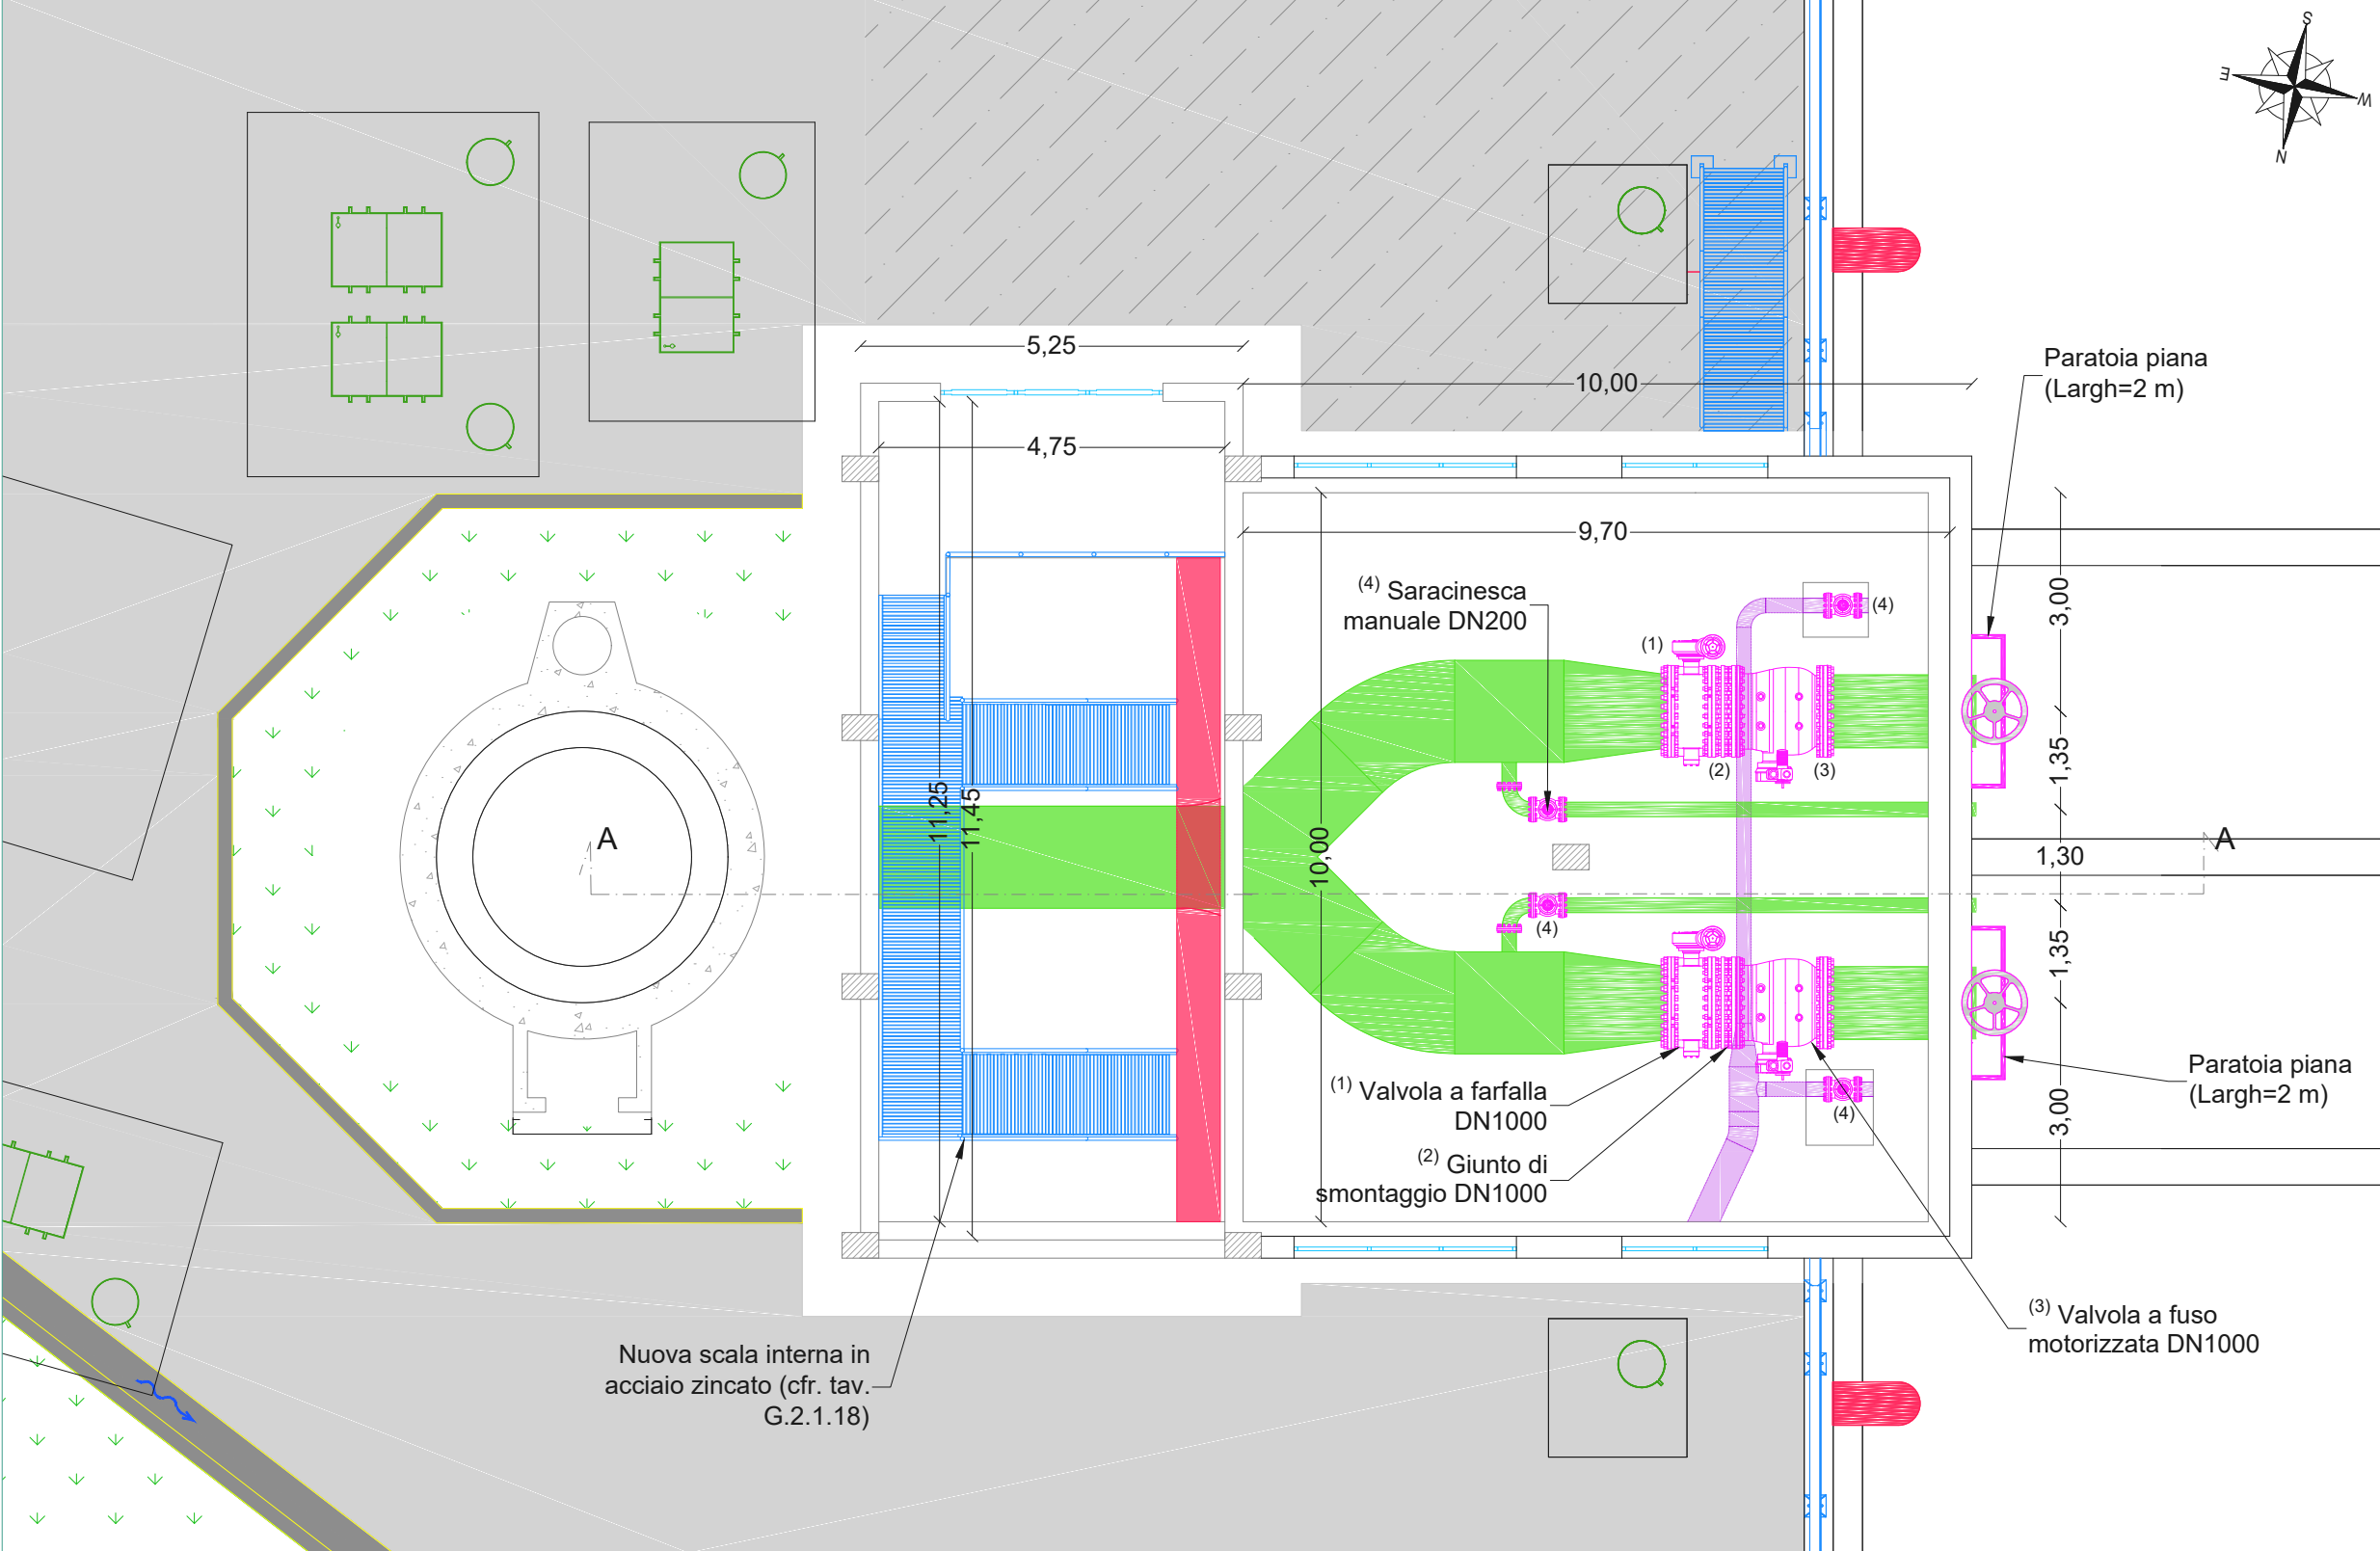 S
E
W
N
5,25
10,00
Paratoia piana
(Largh=2 m)
4,75
9,70
(4) Saracinesca
manuale DN200
(1)
(4)
3,00
(2)
(3)
1,35
11,25
11,45
10,00
A
A
1,30
(4)
1,35
Paratoia piana
(Largh=2 m)
(1) Valvola a farfalla
DN1000
(4)
3,00
(2) Giunto di
smontaggio DN1000
(3) Valvola a fuso
motorizzata DN1000
Nuova scala interna in
acciaio zincato (cfr. tav.
G.2.1.18)